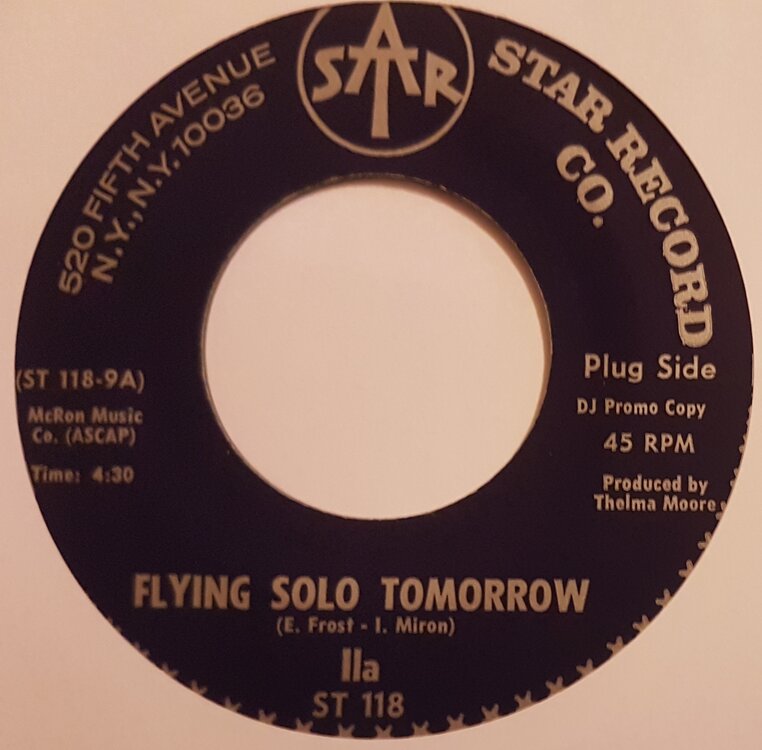 STAR
520 FIFTH AVENUE
N.Y., N.Y. 10036
STAR RECORD
CO.
(ST 118-9A)
McRon Music
Co. (ASCAP)
Time: 4:30
Plug Side
DJ Promo Copy
45 RPM
Produced by
Thelma Moore
FLYING SOLO TOMORROW
(E. Frost - I. Miron)
Ila
ST 118